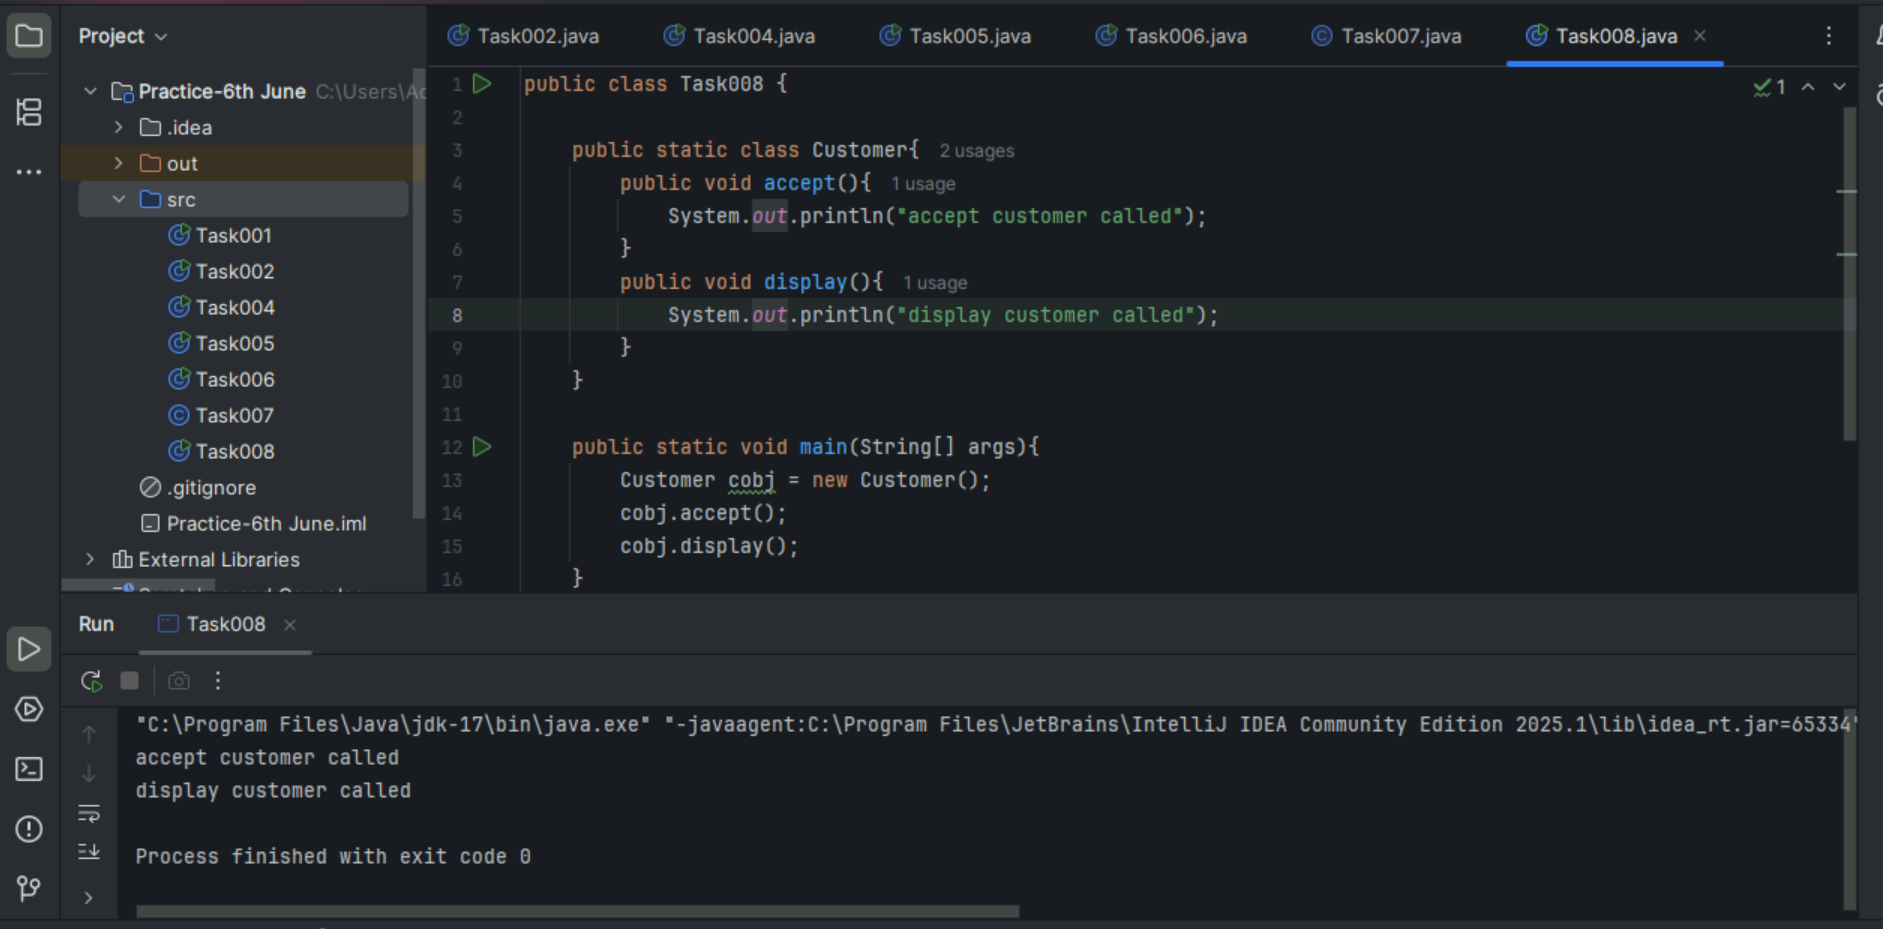 Project
Task002.java Task004.java Task005.java Task006.java Task007.java Task008.java
Practice-6th June C:\Users\Ad
.idea
out
src
Task001
Task002
Task004
Task005
Task006
Task007
Task008
.gitignore
Practice-6th June.iml
External Libraries
1 public class Task008 {
1
2
3 public static class Customer{ 2 usages
4 public void accept(){ 1 usage
5 System.out.println("accept customer called");
6 }
7 public void display(){ 1 usage
8 System.out.println("display customer called");
9 }
10 }
11
12 public static void main(String[] args){
13 Customer cobj = new Customer();
14 cobj.accept();
15 cobj.display();
16 }
Run Task008
"C:\Program Files\Java\jdk-17\bin\java.exe" "-javaagent:C:\Program Files\JetBrains\IntelliJ IDEA Community Edition 2025.1\lib\idea_rt.jar=65334"
accept customer called
display customer called
Process finished with exit code 0